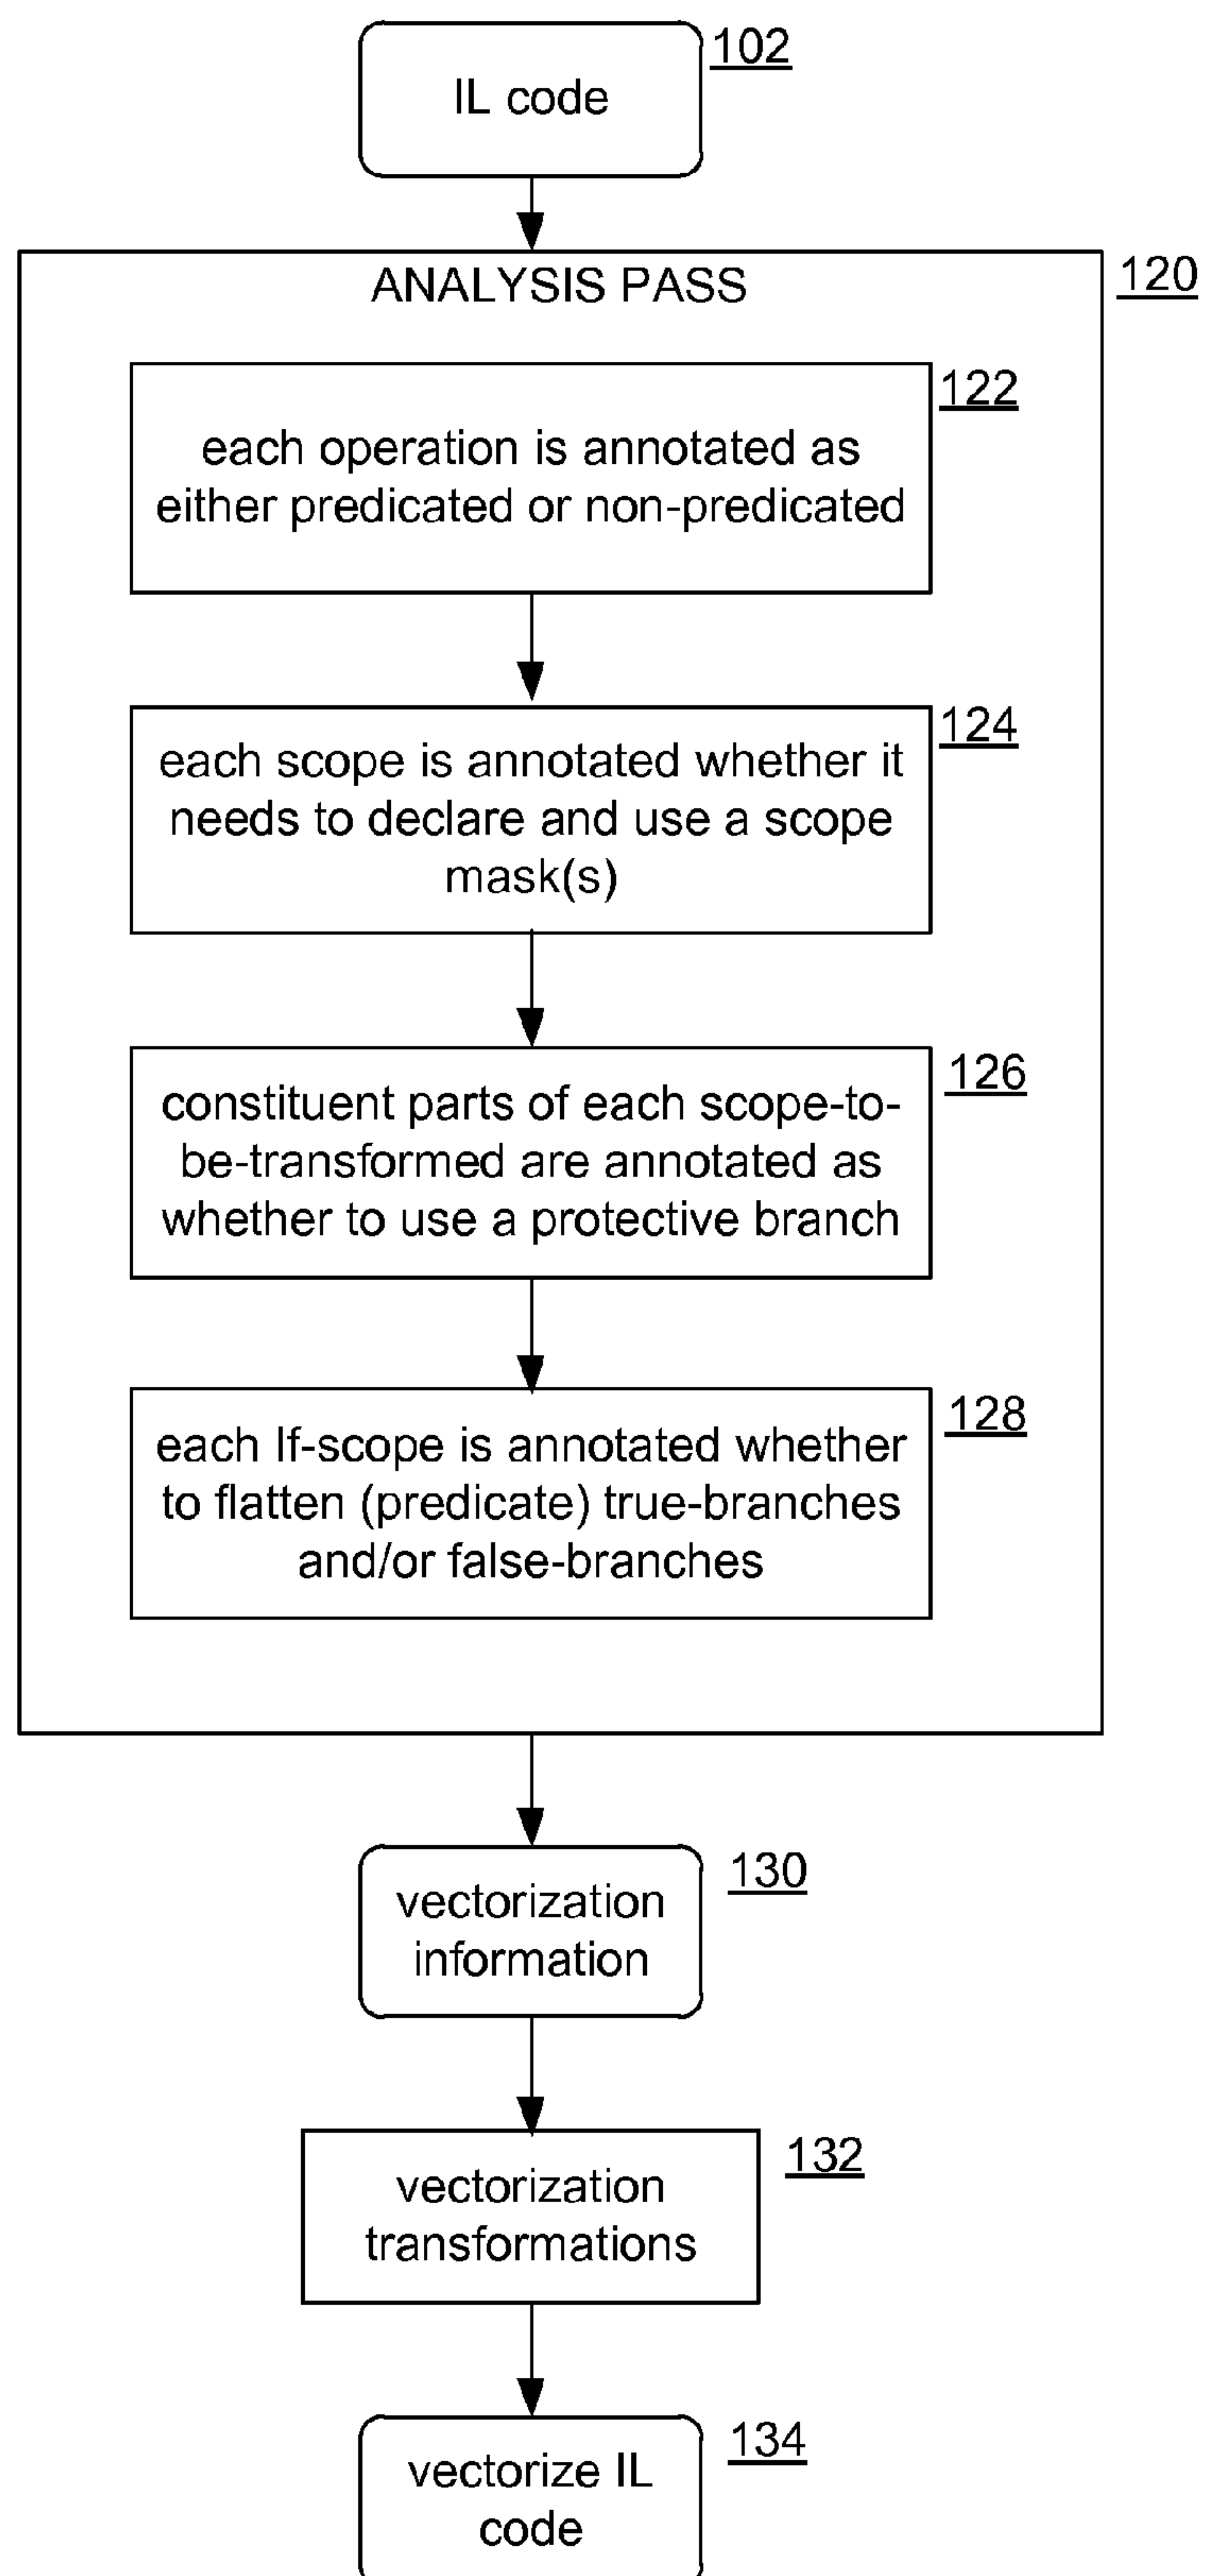 102
IL code
ANALYSIS PASS
120
122
each operation is annotated as
either predicated or non-predicated
124
each scope is annotated whether it
needs to declare and use a scope
mask(s)
126
constituent parts of each scope-to-
be-transformed are annotated as
whether to use a protective branch
128
each If-scope is annotated whether
to flatten (predicate) true-branches
and/or false-branches
130
vectorization
information
132
vectorization
transformations
134
vectorize IL
code